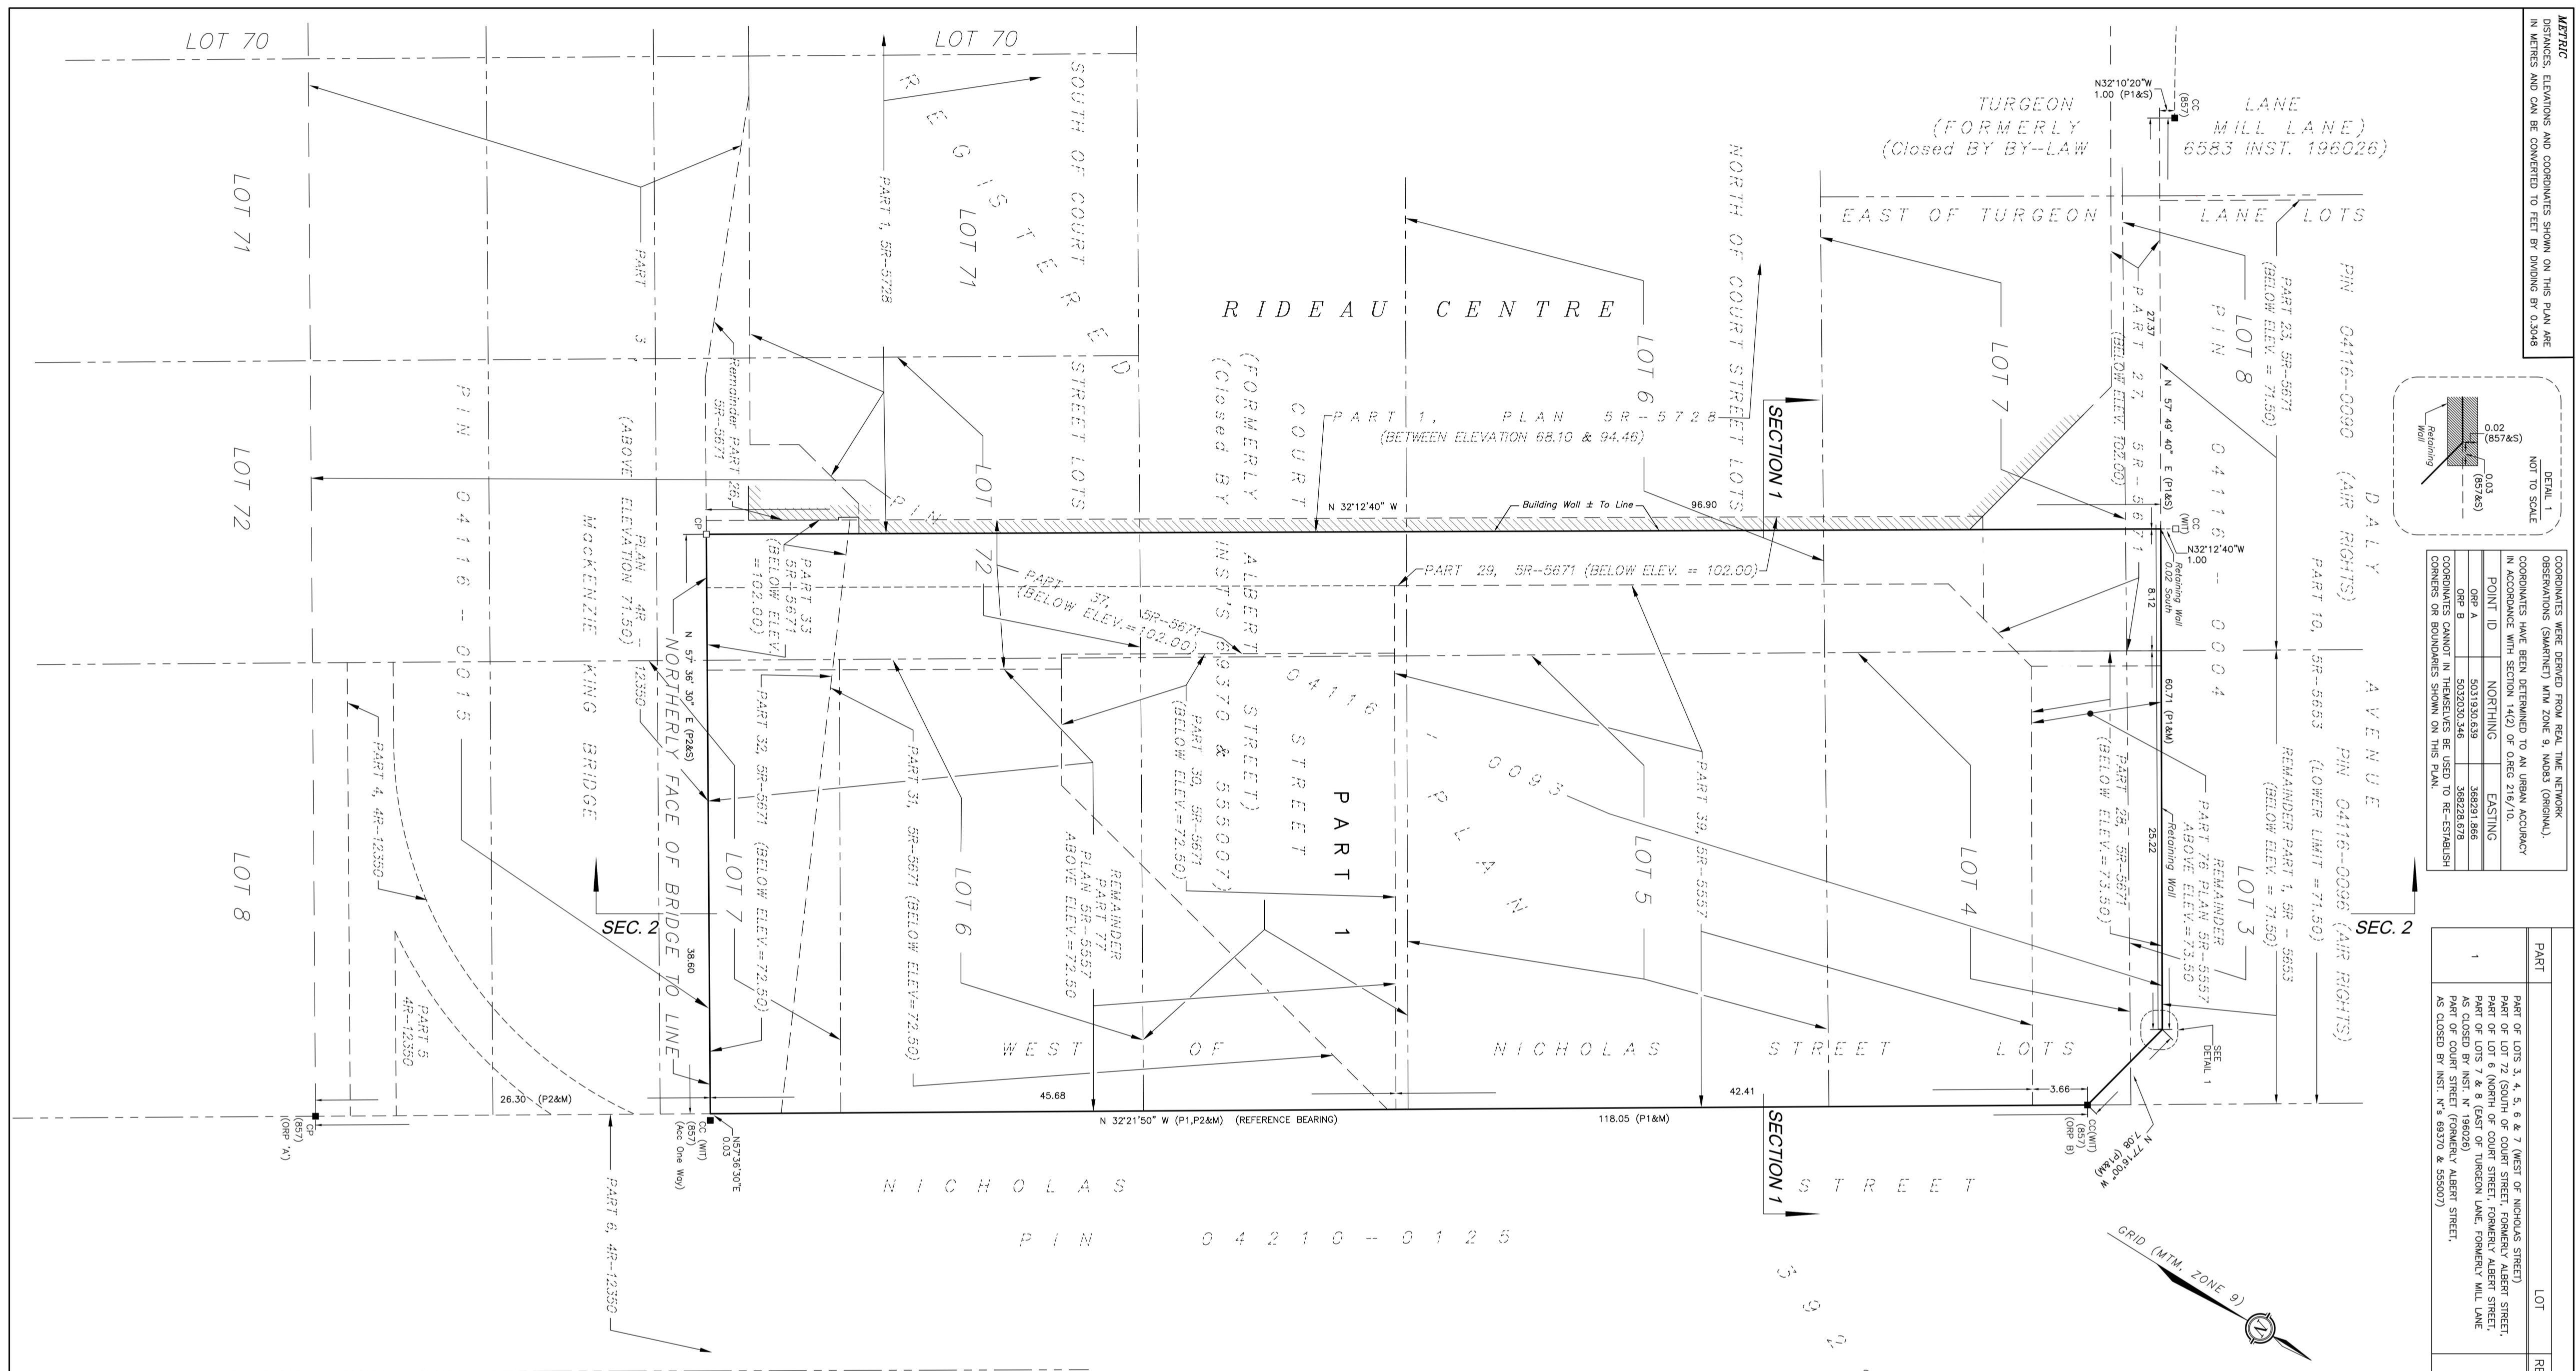 METRIC
DISTANCES, ELEVATIONS AND COORDINATES SHOWN ON THIS PLAN ARE
IN METRES AND CAN BE CONVERTED TO FEET BY DIVIDING BY 0.3048
DETAIL 1
NOT TO SCALE
0.02
(857&S)
0.03
(857&S)
Retaining
Wall
COORDINATES WERE DERIVED FROM REAL TIME NETWORK
OBSERVATIONS (SMARTNET) MTM ZONE 9, NAD83 (ORIGINAL).
COORDINATES HAVE BEEN DETERMINED TO AN URBAN ACCURACY
IN ACCORDANCE WITH SECTION 14(2) OF O.REG 216/10.
POINT ID NORTHING EASTING
ORP A 5031930.639 368291.866
ORP B 5032030.346 368228.678
COORDINATES CANNOT IN THEMSELVES BE USED TO RE-ESTABLISH
CORNERS OR BOUNDARIES SHOWN ON THIS PLAN.
PART LOT
1
PART OF LOTS 3, 4, 5, 6 & 7 (WEST OF NICHOLAS STREET)
PART OF LOT 72 (SOUTH OF COURT STREET, FORMERLY ALBERT STREET,
PART OF LOT 6 (NORTH OF COURT STREET, FORMERLY ALBERT STREET,
PART OF LOTS 7 & 8 (EAST OF TURGEON LANE, FORMERLY MILL LANE
AS CLOSED BY INST. N° 196026)
PART OF COURT STREET (FORMERLY ALBERT STREET,
AS CLOSED BY INST. N°'s 69370 & 555007)
LOT 70
LOT 70
SOUTH OF COURT STREET LOTS
REGISTERED
LOT 71
LOT 71
PART 1, 5R--5728
PART 3,
PLAN 4R -- 12350
(ABOVE ELEVATION 71.50)
Remainder PART 26,
5R--5671
RIDEAU CENTRE
NORTH OF COURT STREET LOTS
TURGEON LANE
(FORMERLY MILL LANE)
(Closed BY BY--LAW 6583 INST. 196026)
N32°10'20"W
1.00 (P1&S)
CC
(857)
EAST OF TURGEON LANE LOTS
27.37
PART 27, 5R--5671
(BELOW ELEV. 102.00)
N 57° 49' 40" E (P1&S)
LOT 8
PIN 04116--0004
PART 23, 5R--5671
(BELOW ELEV. = 71.50)
PIN 04116--0090 (AIR RIGHTS)
DALY AVENUE
PART 10, 5R--5653 (LOWER LIMIT =71.50)
PIN 04116--0096 (AIR RIGHTS)
LOT 6
LOT 7
PART 1, PLAN 5R--5728
(BETWEEN ELEVATION 68.10 & 94.46)
SECTION 1
N 32°12'40" W
Building Wall ± To Line
96.90
CC
(WIT)
N32°12'40"W
1.00
Retaining Wall
0.02 South
8.12
60.71 (P1&M)
25.22
Retaining Wall
LOT 72
PIN 04116--0015
MacKENZIE KING BRIDGE
LOT 72
PIN 04116 - 0093
CP
PART 33
5R--5671
(BELOW ELEV.
=102.00)
PART 37, 5R--5671
(BELOW ELEV.=102.00)
COURT STREET
(FORMERLY ALBERT STREET)
(Closed BY INST'S 69370 & 555007)
PART 29, 5R--5671 (BELOW ELEV. = 102.00)
N 57° 36' 30" E (P2&S)
NORTHERLY FACE OF BRIDGE TO LINE
PART 32, 5R--5671 (BELOW ELEV.=72.50)
PART 31, 5R--5671 (BELOW ELEV=72.50)
PART 30, 5R--5671
(BELOW ELEV.=72.50)
REMAINDER
PART 77
PLAN 5R--5557
ABOVE ELEV.=72.50
PART 1
PLAN
PART 39, 5R--5557
PART 28, 5R--5671
(BELOW ELEV.=73.50)
REMAINDER
PART 76 PLAN 5R--5557
ABOVE ELEV.=73.50
REMAINDER PART 1, 5R -- 5653
(BELOW ELEV. = 71.50)
LOT 3
SEC. 2
LOT 8
PART 4, 4R--12350
SEC. 2
38.60
LOT 7
LOT 6
LOT 5
LOT 4
WEST OF NICHOLAS STREET LOTS
PART 5
4R--12350
26.30 (P2&M)
45.68
42.41
3.66
SEE
DETAIL 1
N 32°21'50" W (P1,P2&M) (REFERENCE BEARING)
118.05 (P1&M)
SECTION 1
CP
(857)
(ORP 'A')
CC (WIT)
(857)
(Acc One Way)
N57°36'30"E
0.03
CC(WIT)
(857)
(ORP B)
N 77°16'00" W
7.08 (P1&M)
PART 6, 4R--12350
NICHOLAS STREET
PIN 04210--0125
GRID (MTM, ZONE 9)
N
3 9 2